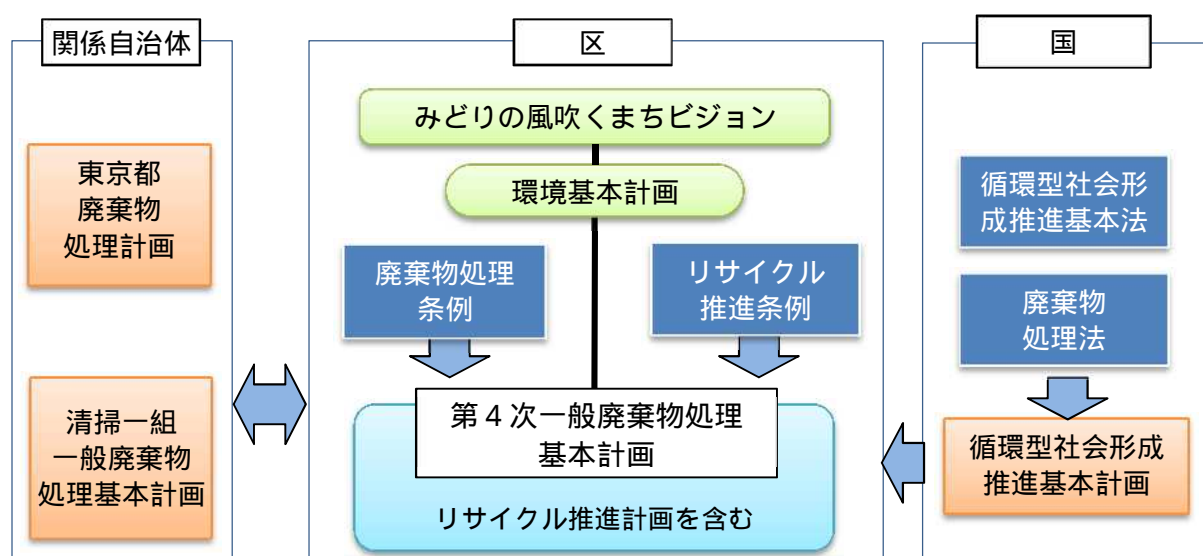 関係自治体
東京都
廃棄物
処理計画
清掃一組
一般廃棄物
処理基本計画
区
みどりの風吹くまちビジョン
環境基本計画
廃棄物処理
条例
リサイクル
推進条例
第4次一般廃棄物処理
基本計画
リサイクル推進計画を含む
国
循環型社会形
成推進基本法
廃棄物
処理法
循環型社会形成
推進基本計画